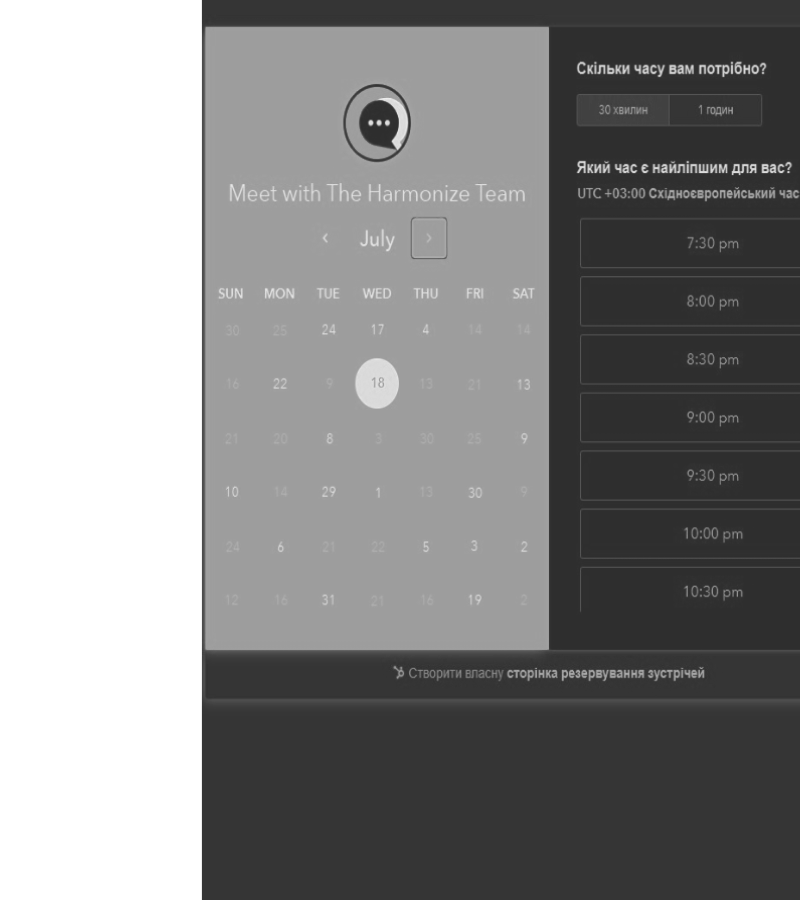 Meet with The Harmonize Team
July
SUN MON TUE WED THU FRI SAT
30 25 24 17 4 14 14
16 22 9 18 13 21 13
21 20 8 3 30 25 9
10 14 29 1 13 30 9
24 6 21 22 5 3 2
12 16 31 21 16 19 2
Скільки часу вам потрібно?
30 хвилин 1 годин
Який час є найліпшим для вас?
UTC +03:00 Східноєвропейський час
7:30 pm
8:00 pm
8:30 pm
9:00 pm
9:30 pm
10:00 pm
10:30 pm
Створити власну сторінка резервування зустрічей